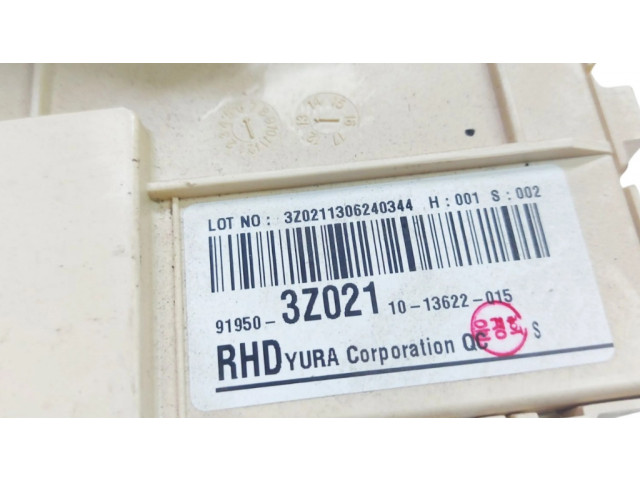 LOT NO : 3Z0211306240344 H : 001 S : 002
91950- 3Z021 10-13622-015
RHD YURA Corporation QC S